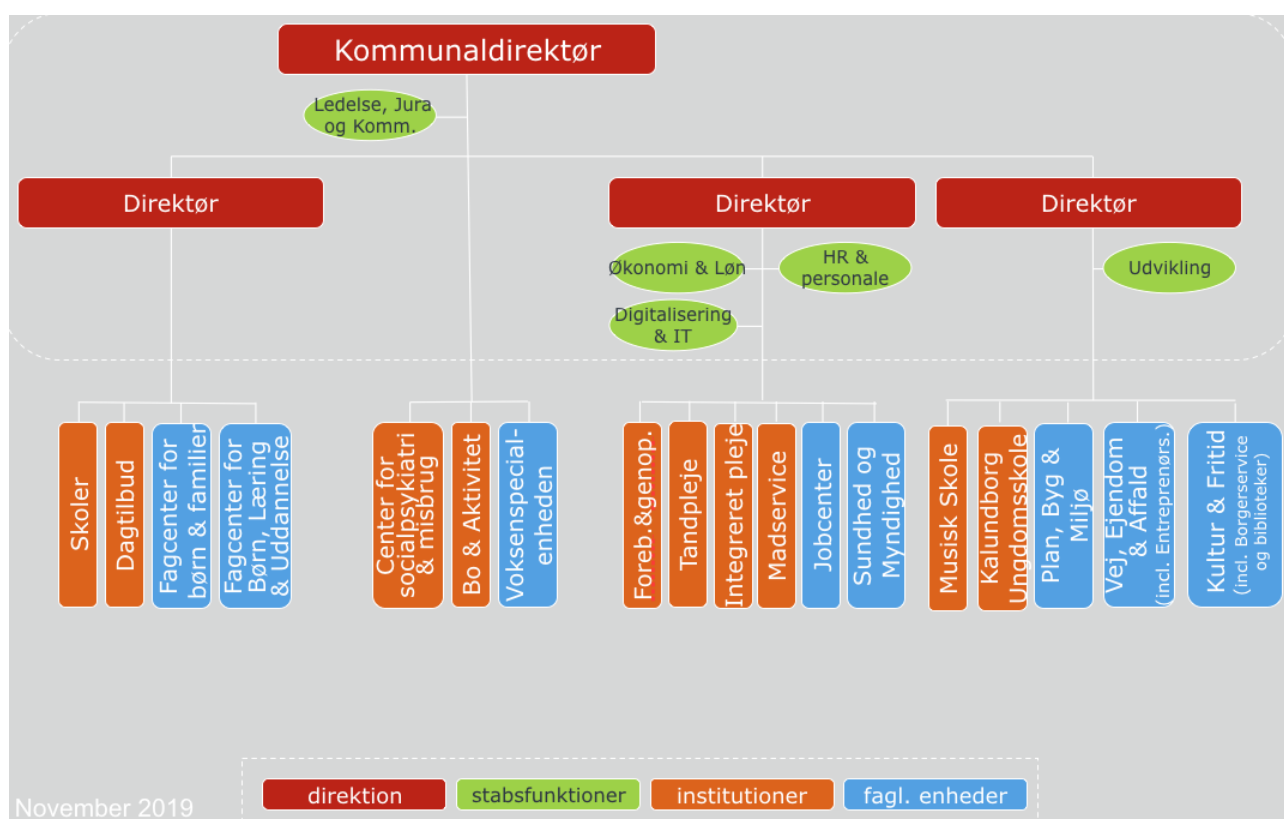 Kommunaldirektør
Ledelse, Jura
og Komm.
Direktør
Direktør
Direktør
Økonomi & Løn
HR &
personale
Udvikling
Digitalisering
& IT
Skoler
Dagtilbud
Fagcenter for
børn & familier
Fagcenter for
Børn, Læring
& Uddannelse
Center for
socialpsykiatri
& misbrug
Bo & Aktivitet
Voksenspecial-
enheden
Foreb.&genop.
Tandpleje
Integreret pleje
Madservice
Jobcenter
Sundhed og
Myndighed
Musisk Skole
Kalundborg
Ungdomsskole
Plan, Byg &
Miljø
Vej, Ejendom
& Affald
(incl. Entreprenørs.)
Kultur & Fritid
(incl. Borgerservice
og biblioteker)
direktion
stabsfunktioner
institutioner
fagl. enheder
November 2019